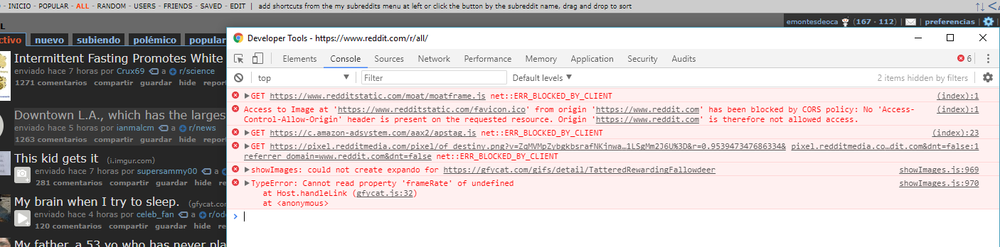 - INICIO - POPULAR - ALL - RANDOM - USERS - FRIENDS - SAVED - EDIT | add shortcuts from the my subreddits menu at left or click the button by the subreddit name, drag and drop to sort
emontesdeoca (167 · 112) | | preferencias |
nuevo subiendo polémico popular
Developer Tools - https://www.reddit.com/r/all/
Elements Console Sources Network Performance Memory Application Security Audits 6
top Filter Default levels 2 items hidden by filters
Intermittent Fasting Promotes White
enviado hace 7 horas por Crux69 a r/science
1271 comentarios compartir guardar hide report
Downtown L.A., which has the largest
enviado hace 5 horas por ianmalcm a r/news
1263 comentarios compartir guardar hide report
This kid gets it (i.imgur.com)
enviado hace 7 horas por supersammy00 a
281 comentarios compartir guardar hide
My brain when I try to sleep. (gfycat.com
enviado hace 4 horas por celeb_fan a
120 comentarios compartir guardar hide
My father, a 53 yo who has never
GET https://www.redditstatic.com/moat/moatframe.js net::ERR_BLOCKED_BY_CLIENT (index):1
Access to Image at 'https://www.redditstatic.com/favicon.ico' from origin 'https://www.reddit.com' has been blocked by CORS policy: No 'Access- (index):1
Control-Allow-Origin' header is present on the requested resource. Origin 'https://www.reddit.com' is therefore not allowed access.
GET https://c.amazon-adsystem.com/aax2/apstag.js net::ERR_BLOCKED_BY_CLIENT (index):23
GET https://pixel.redditmedia.com/pixel/of_destiny.png?v=ZqMVMpZybgkbsrafNKjnwa…1LSgMm2J6U%3D&r=0.953947347686334& pixel.redditmedia.co…dit.com&dnt=false:1
referrer_domain=www.reddit.com&dnt=false net::ERR_BLOCKED_BY_CLIENT
showImages: could not create expando for https://gfycat.com/gifs/detail/TatteredRewardingFallowdeer showImages.js:969
TypeError: Cannot read property 'frameRate' of undefined showImages.js:970
at Host.handleLink (gfycat.js:32)
at <anonymous>